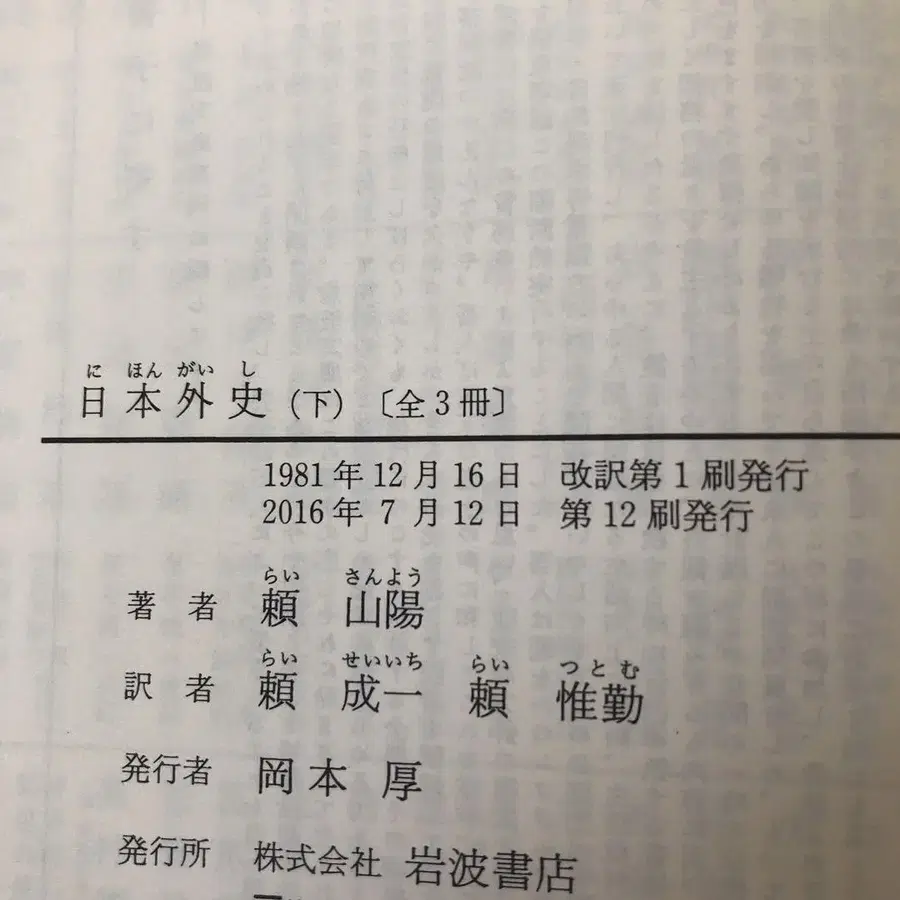 にほんがいし
日本外史（下）〔全3冊〕
1981年12月16日 改訳第1刷発行
2016年7月12日 第12刷発行
らい さんよう
著者 頼 山陽
らい せいいち らい つとむ
訳者 頼 成一 頼 惟勤
発行者 岡本 厚
発行所 株式会社 岩波書店